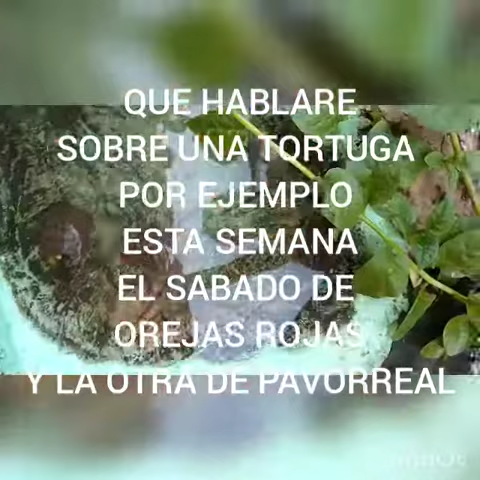 QUE HABLARE
SOBRE UNA TORTUGA
POR EJEMPLO
ESTA SEMANA
EL SABADO DE
OREJAS ROJAS
Y LA OTRA DE PAVORREAL